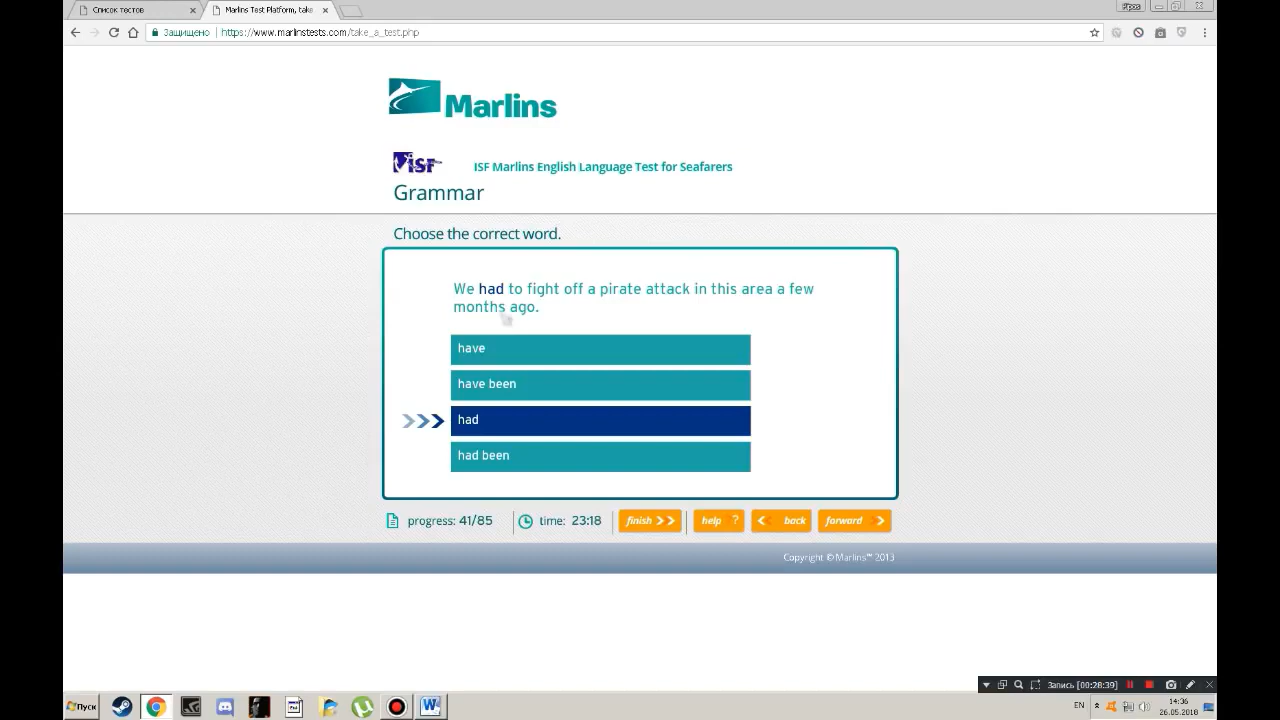 Список тестов
Marlins Test Platform, take
Защищено
https://www.marlinstests.com/take_a_test.php
Marlins
ISF
ISF Marlins English Language Test for Seafarers
Grammar
Choose the correct word.
We had to fight off a pirate attack in this area a few
months ago.
have
have been
had
had been
progress: 41/85
time: 23:18
finish
help ?
back
forward
Copyright © Marlins™ 2013
Запись [00:28:39]
Пуск
EN
14:36
26.05.2018